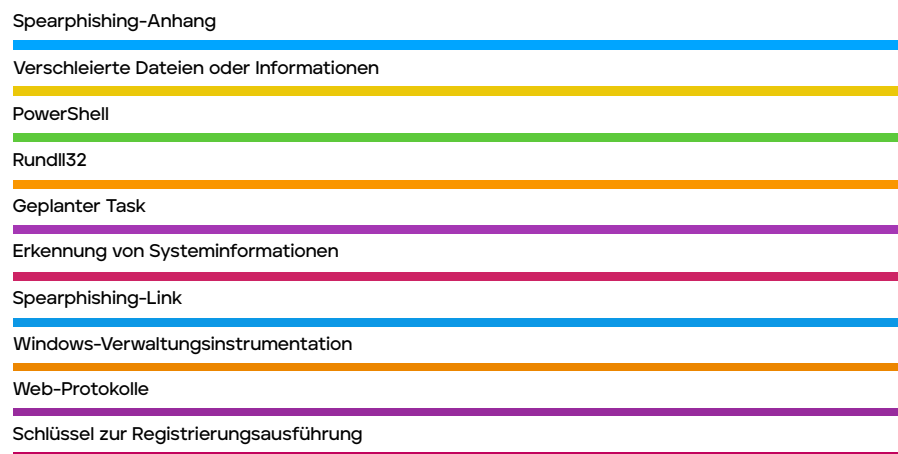 Spearphishing-Anhang
Verschleierte Dateien oder Informationen
PowerShell
Rundll32
Geplanter Task
Erkennung von Systeminformationen
Spearphishing-Link
Windows-Verwaltungsinstrumentation
Web-Protokolle
Schlüssel zur Registrierungsausführung